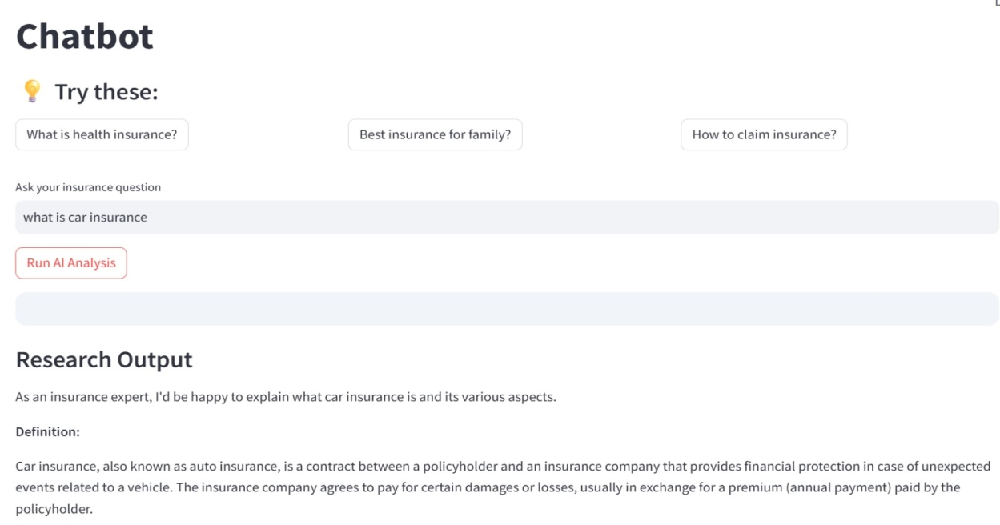 Chatbot
💡 Try these:
What is health insurance?
Best insurance for family?
How to claim insurance?
Ask your insurance question
what is car insurance
Run AI Analysis
Research Output
As an insurance expert, I'd be happy to explain what car insurance is and its various aspects.
Definition:
Car insurance, also known as auto insurance, is a contract between a policyholder and an insurance company that provides financial protection in case of unexpected
events related to a vehicle. The insurance company agrees to pay for certain damages or losses, usually in exchange for a premium (annual payment) paid by the
policyholder.